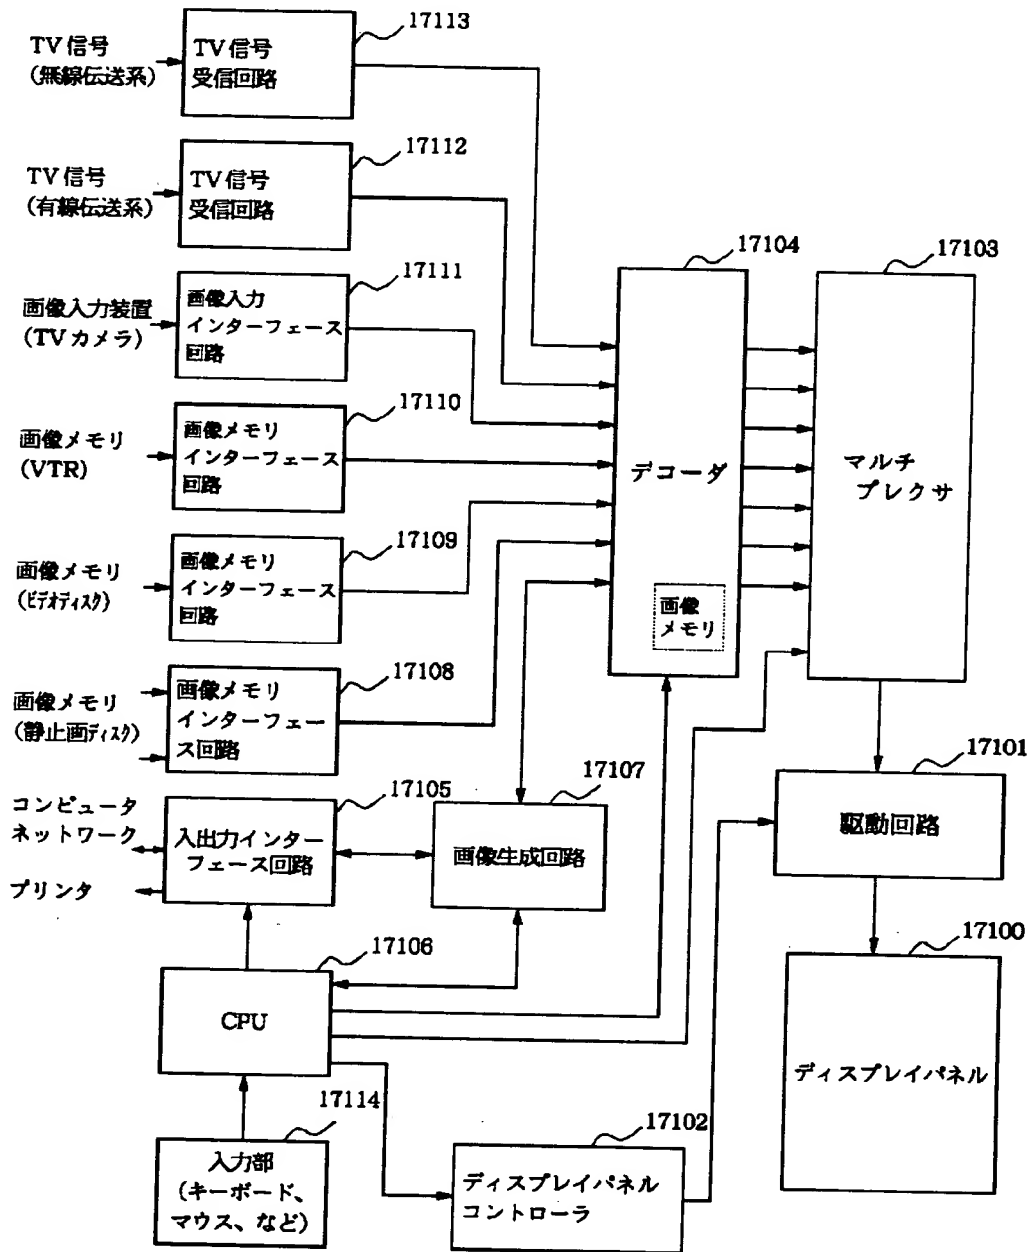 17113
TV信号
(無線伝送系)
TV信号
受信回路
17112
TV信号
(有線伝送系)
TV信号
受信回路
17111
画像入力装置
(TVカメラ)
画像入力
インターフェース
回路
17110
画像メモリ
(VTR)
画像メモリ
インターフェース
回路
17109
画像メモリ
(ビデオディスク)
画像メモリ
インターフェース
回路
17108
画像メモリ
(静止画ディスク)
画像メモリ
インターフェー
ス回路
17104
デコーダ
画像
メモリ
17103
マルチ
プレクサ
17105
コンピュータ
ネットワーク
プリンタ
入出力インター
フェース回路
17107
画像生成回路
17101
駆動回路
17106
CPU
17100
ディスプレイパネル
17114
入力部
(キーボード、
マウス、など)
17102
ディスプレイパネル
コントローラ